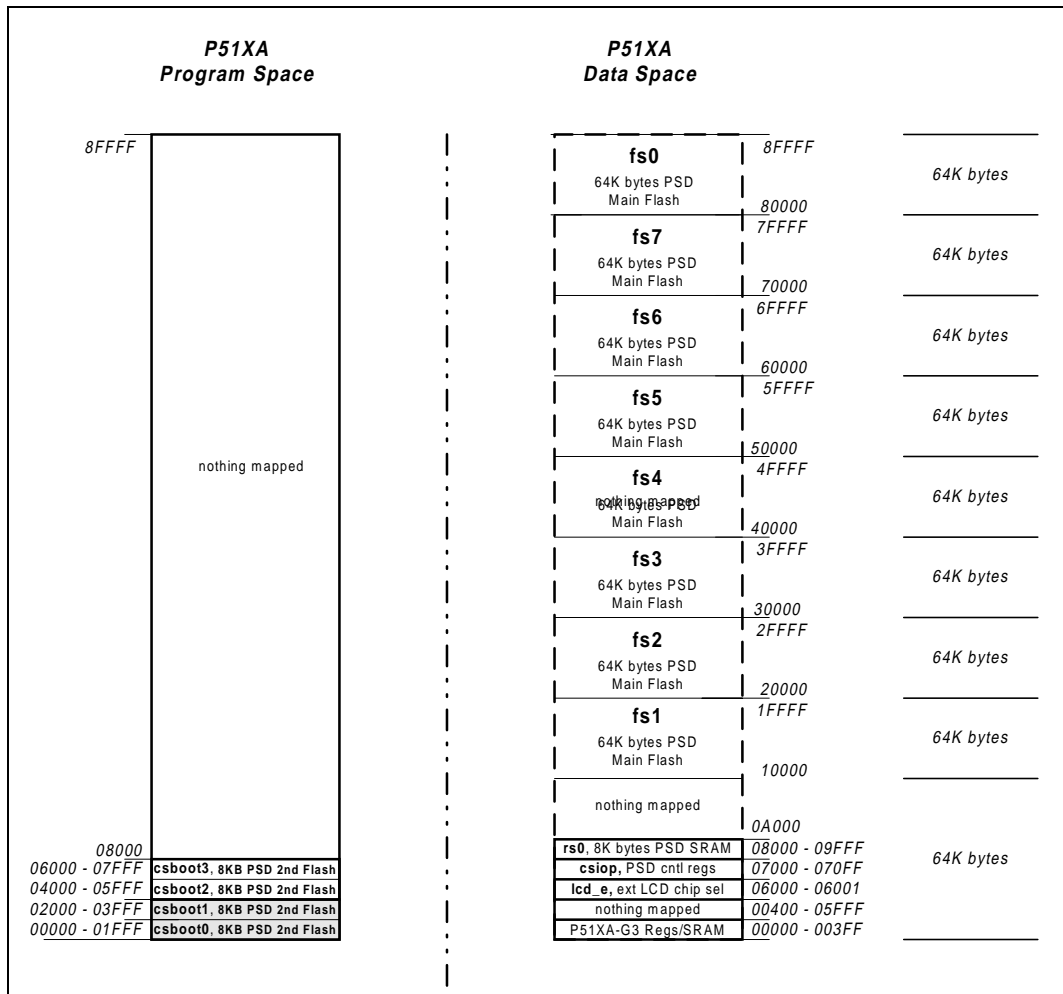 P51XA
Program Space
P51XA
Data Space
8FFFF
nothing mapped
08000
06000 - 07FFF
csboot3, 8KB PSD 2nd Flash
04000 - 05FFF
csboot2, 8KB PSD 2nd Flash
02000 - 03FFF
csboot1, 8KB PSD 2nd Flash
00000 - 01FFF
csboot0, 8KB PSD 2nd Flash
fs0
64K bytes PSD
Main Flash
8FFFF
80000
64K bytes
fs7
64K bytes PSD
Main Flash
7FFFF
70000
64K bytes
fs6
64K bytes PSD
Main Flash
6FFFF
60000
64K bytes
fs5
64K bytes PSD
Main Flash
5FFFF
50000
64K bytes
fs4
nothing mapped
64K bytes PSD
Main Flash
4FFFF
40000
64K bytes
fs3
64K bytes PSD
Main Flash
3FFFF
30000
64K bytes
fs2
64K bytes PSD
Main Flash
2FFFF
20000
64K bytes
fs1
64K bytes PSD
Main Flash
1FFFF
10000
64K bytes
nothing mapped
0A000
rs0, 8K bytes PSD SRAM
08000 - 09FFF
csiop, PSD cntl regs
07000 - 070FF
lcd_e, ext LCD chip sel
06000 - 06001
nothing mapped
00400 - 05FFF
P51XA-G3 Regs/SRAM
00000 - 003FF
64K bytes